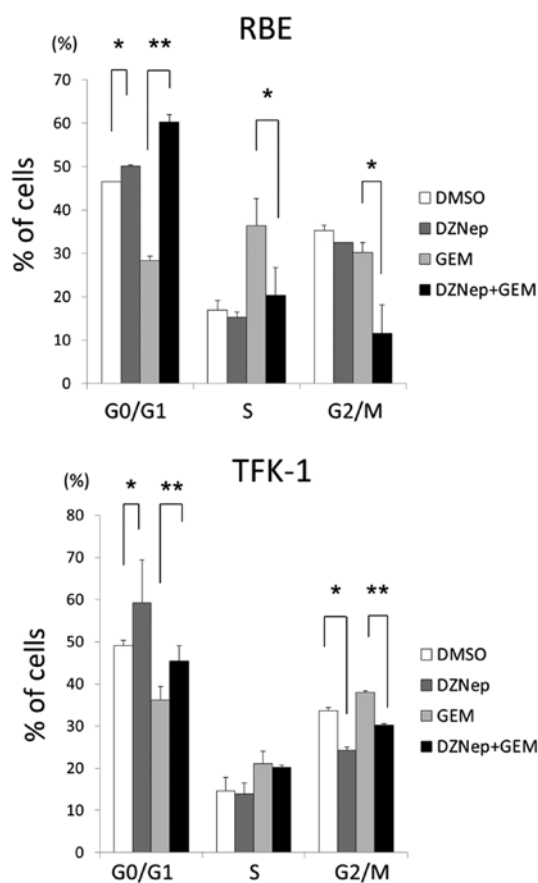 RBE
(%)
* **
70
60
50
40
30
20
10
0
% of cells
*
*
DMSO
DZNep
GEM
DZNep+GEM
G0/G1 S G2/M
TFK-1
(%)
* **
80
70
60
50
40
30
20
10
0
% of cells
* **
DMSO
DZNep
GEM
DZNep+GEM
G0/G1 S G2/M